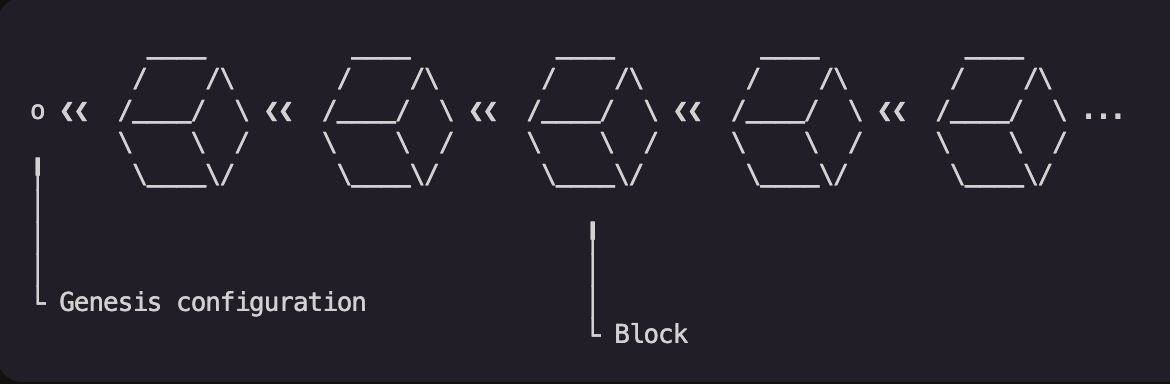 o ‹‹ ‹‹ ‹‹ ‹‹ ‹‹ ...
Genesis configuration
Block